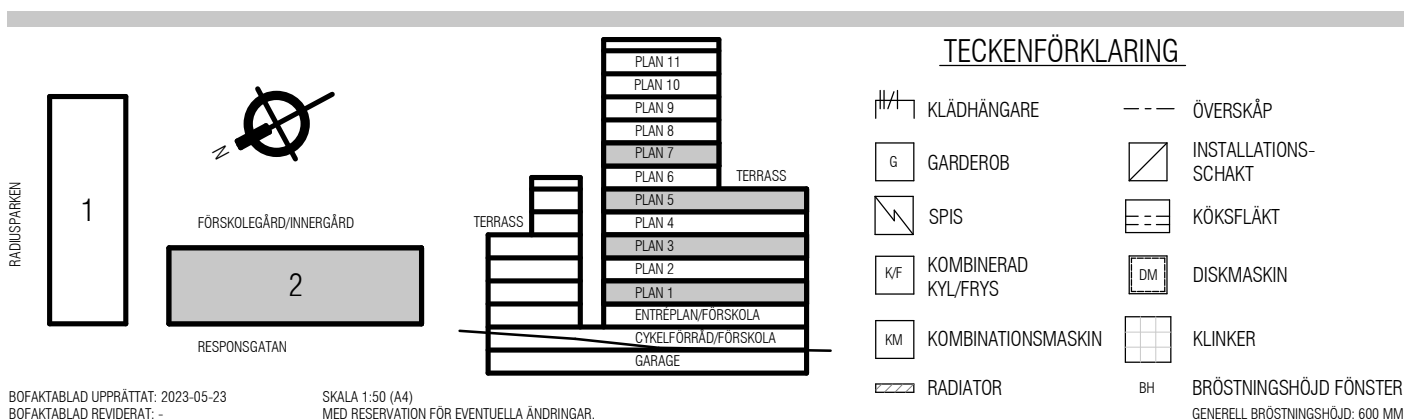 RADIUSPARKEN
1
N
FÖRSKOLEGÅRD/INNERGÅRD
2
RESPONSGATAN
PLAN 11
PLAN 10
PLAN 9
PLAN 8
PLAN 7
PLAN 6
TERRASS
PLAN 5
TERRASS
PLAN 4
PLAN 3
PLAN 2
PLAN 1
ENTRÉPLAN/FÖRSKOLA
CYKELFÖRRÅD/FÖRSKOLA
GARAGE
TECKENFÖRKLARING
KLÄDHÄNGARE
G GARDEROB
SPIS
K/F KOMBINERAD
KYL/FRYS
KM KOMBINATIONSMASKIN
RADIATOR
ÖVERSKÅP
INSTALLATIONS-
SCHAKT
KÖKSFLÄKT
DM DISKMASKIN
KLINKER
BH BRÖSTNINGSHÖJD FÖNSTER
GENERELL BRÖSTNINGSHÖJD: 600 MM
BOFAKTABLAD UPPRÄTTAT: 2023-05-23
BOFAKTABLAD REVIDERAT: -
SKALA 1:50 (A4)
MED RESERVATION FÖR EVENTUELLA ÄNDRINGAR.